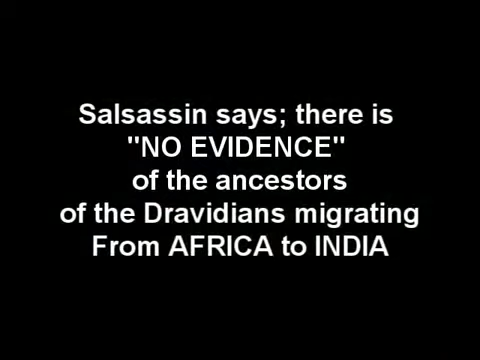 Salsassin says; there is
"NO EVIDENCE"
of the ancestors
of the Dravidians migrating
From AFRICA to INDIA